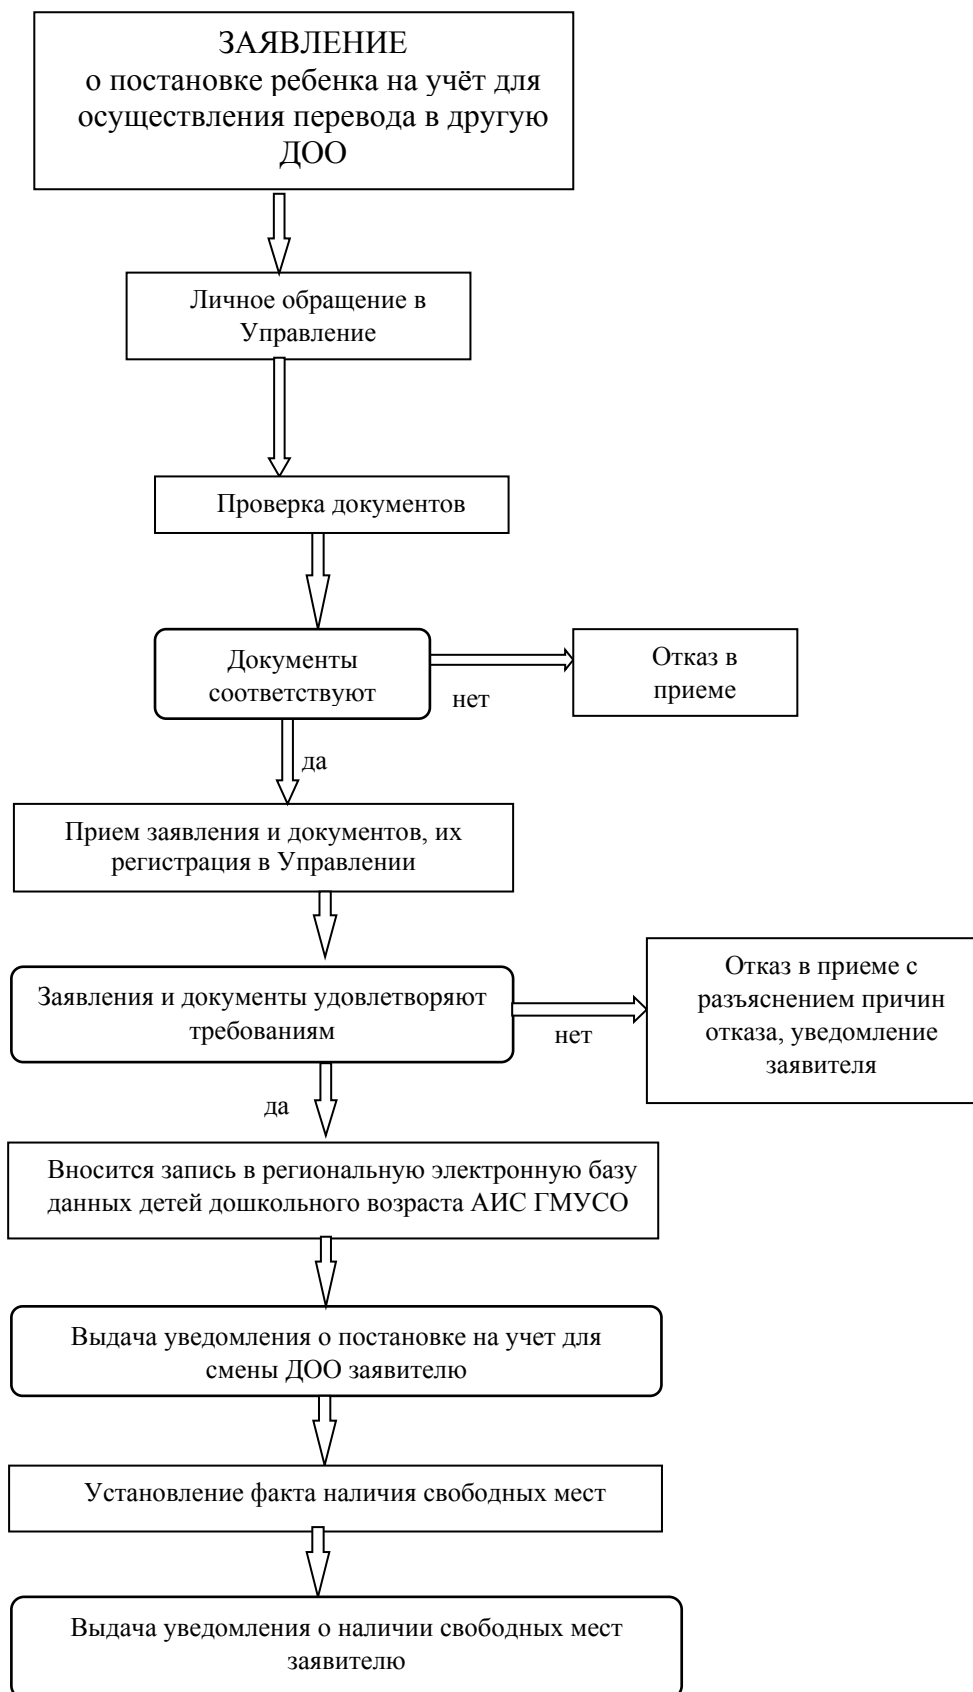 ЗАЯВЛЕНИЕ
о постановке ребенка на учёт для
осуществления перевода в другую
ДОО
Личное обращение в
Управление
Проверка документов
Документы
соответствуют
нет
Отказ в
приеме
да
Прием заявления и документов, их
регистрация в Управлении
Заявления и документы удовлетворяют
требованиям
нет
Отказ в приеме с
разъяснением причин
отказа, уведомление
заявителя
да
Вносится запись в региональную электронную базу
данных детей дошкольного возраста АИС ГМУСО
Выдача уведомления о постановке на учет для
смены ДОО заявителю
Установление факта наличия свободных мест
Выдача уведомления о наличии свободных мест
заявителю